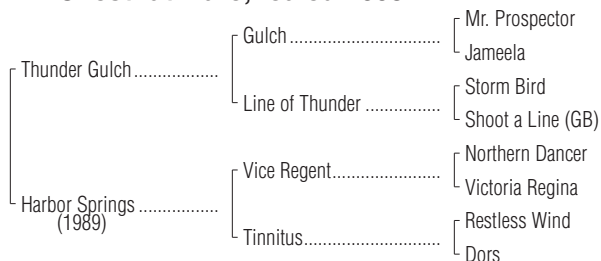 Mr. Prospector
Gulch ................................
Jameela
Thunder Gulch ..................
Storm Bird
Line of Thunder ................
Shoot a Line (GB)
Northern Dancer
Vice Regent.......................
Victoria Regina
Harbor Springs .................
(1989)
Restless Wind
Tinnitus.............................
Dors